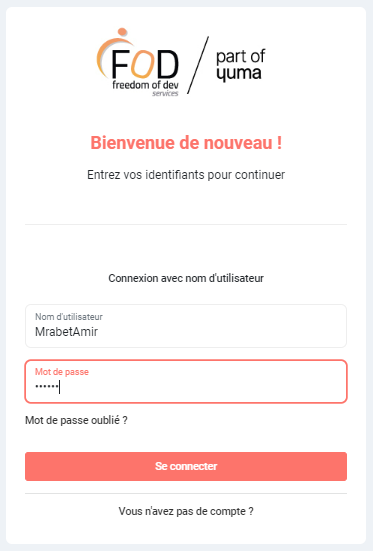 FOD
freedom of dev
services
part of
yuma
Bienvenue de nouveau !
Entrez vos identifiants pour continuer
Connexion avec nom d'utilisateur
Nom d'utilisateur
MrabetAmir
Mot de passe
••••••
Mot de passe oublié ?
Se connecter
Vous n'avez pas de compte ?